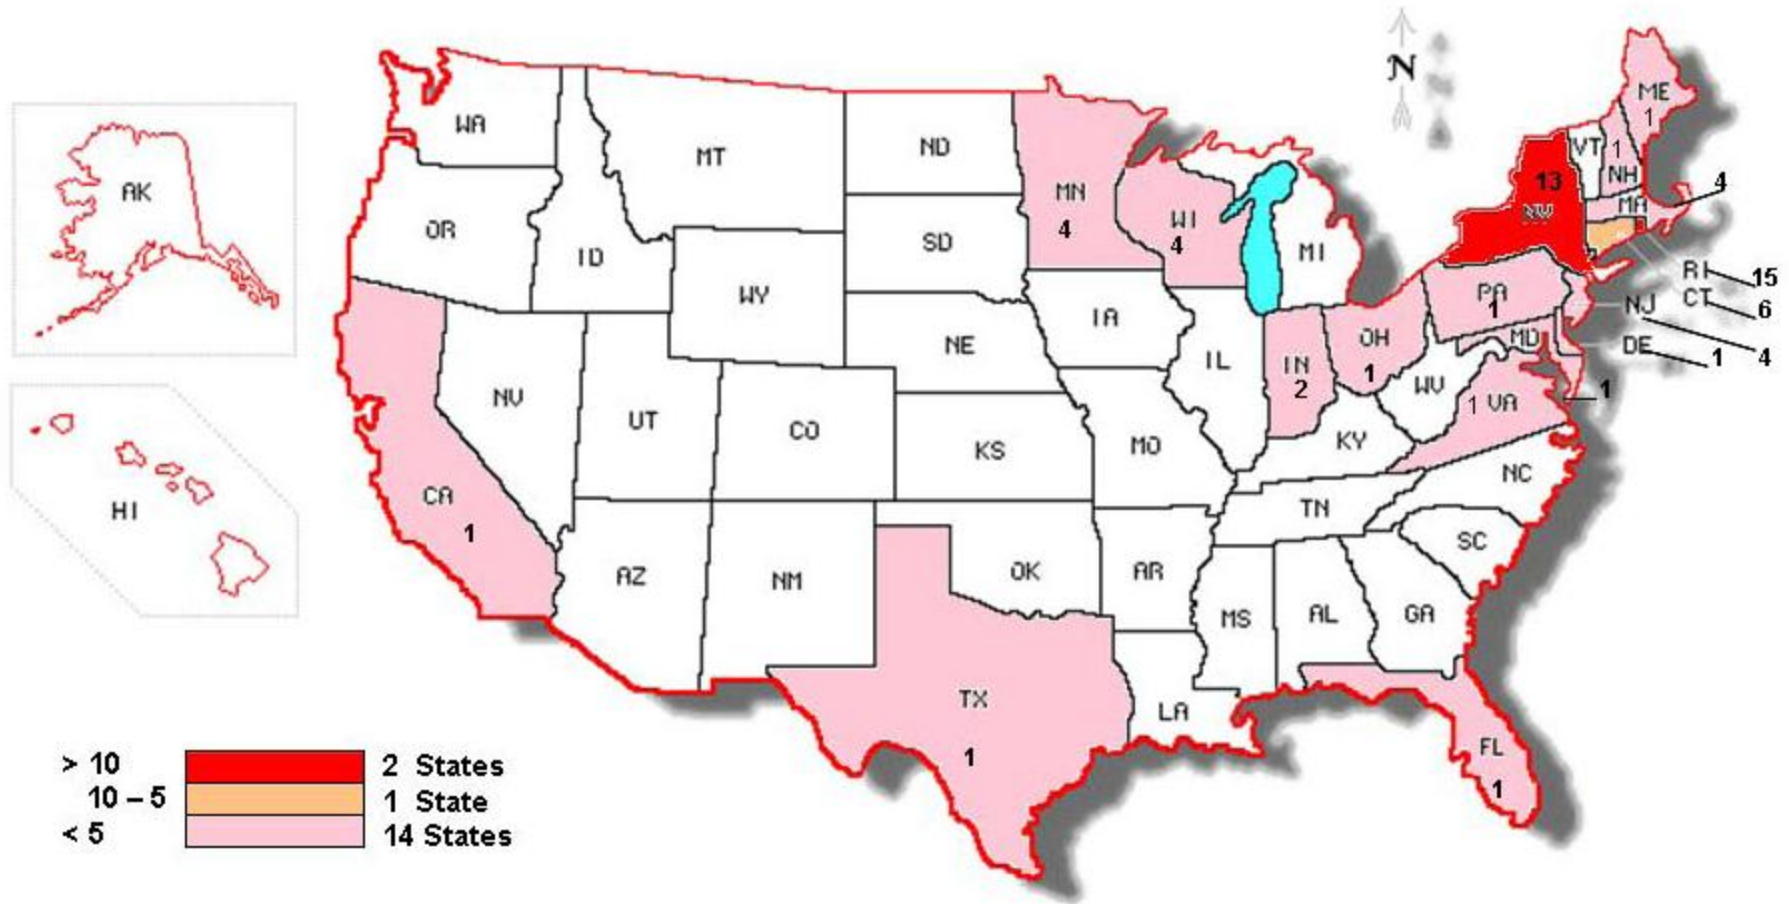 N
ME
1
WA
MT
ND
VT
1
NH
AK
MN
4
WI
4
13
NY
MA
4
OR
ID
SD
MI
WY
RI
15
CT
6
PA
1
NJ
4
IA
NE
OH
1
MD
DE
1
IL
IN
2
NV
UT
CO
WV
1 VA
1
KS
MO
KY
CA
1
NC
HI
TN
SC
AZ
NM
OK
AR
MS
AL
GA
TX
1
LA
FL
1
> 10
2 States
10 – 5
1 State
< 5
14 States